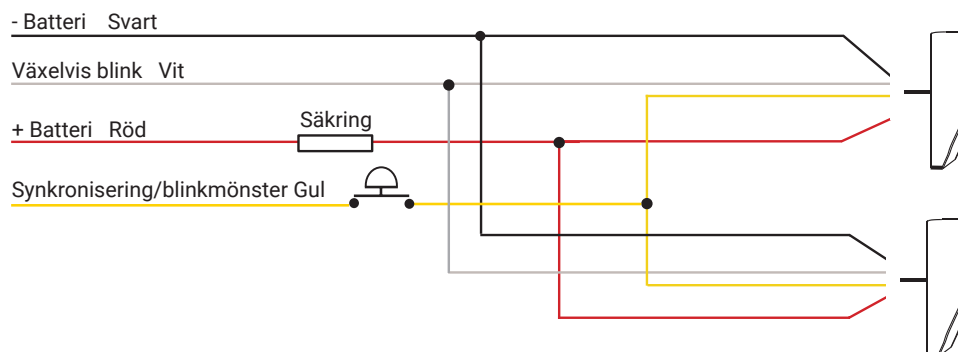 - Batteri Svart
Växelvis blink Vit
Säkring
+ Batteri Röd
Synkronisering/blinkmönster Gul